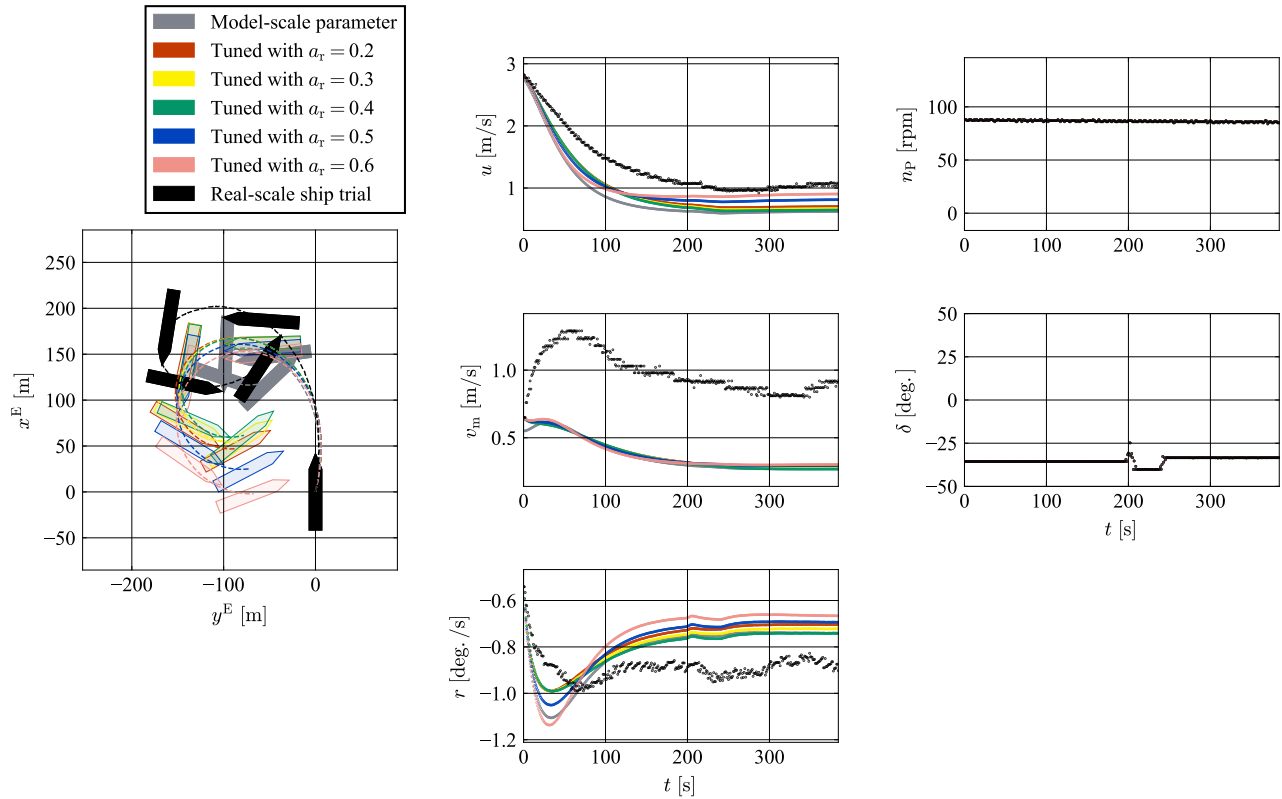 Model-scale parameter
Tuned with a_r = 0.2
Tuned with a_r = 0.3
Tuned with a_r = 0.4
Tuned with a_r = 0.5
Tuned with a_r = 0.6
Real-scale ship trial
250
200
150
100
50
0
−50
x^E [m]
−200
−100
0
y^E [m]
3
2
1
u [m/s]
0
100
200
300
1.0
0.5
v_m [m/s]
0
100
200
300
−0.6
−0.8
−1.0
−1.2
r [deg. /s]
0
100
200
300
t [s]
100
50
0
n_P [rpm]
0
100
200
300
50
25
0
−25
−50
δ [deg.]
0
100
200
300
t [s]